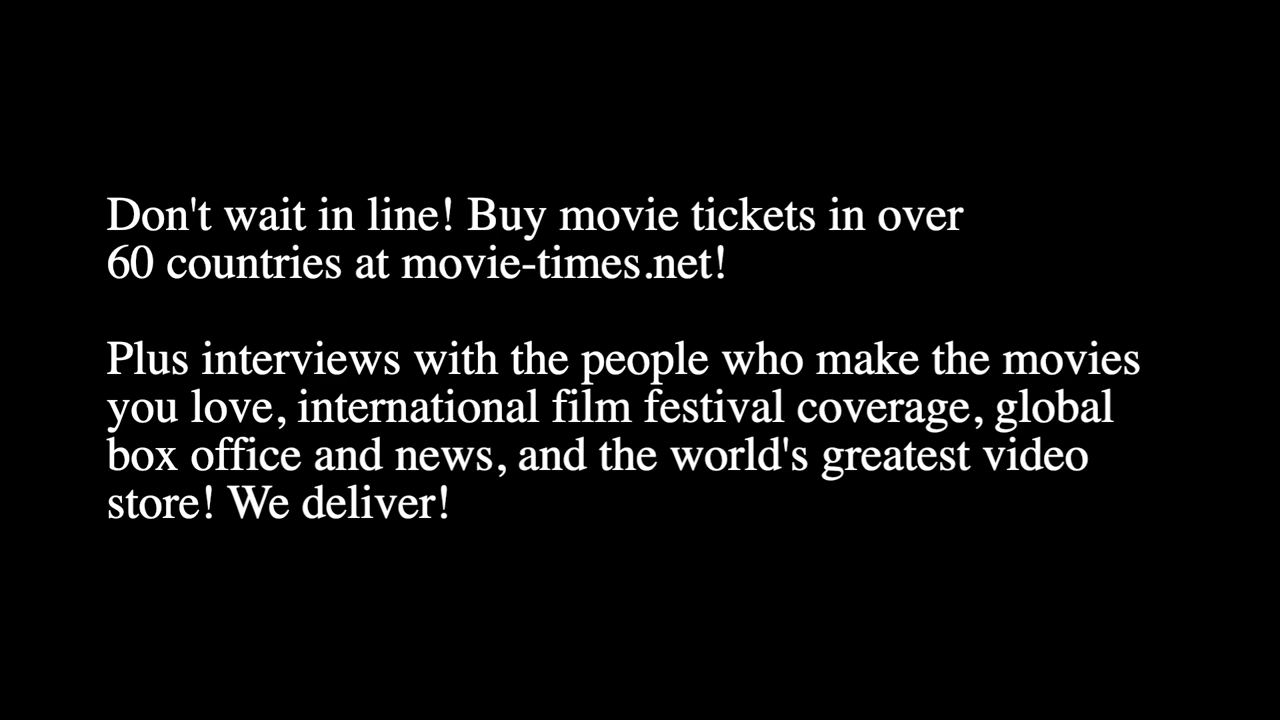 Don't wait in line! Buy movie tickets in over
60 countries at movie-times.net!
Plus interviews with the people who make the movies
you love, international film festival coverage, global
box office and news, and the world's greatest video
store! We deliver!